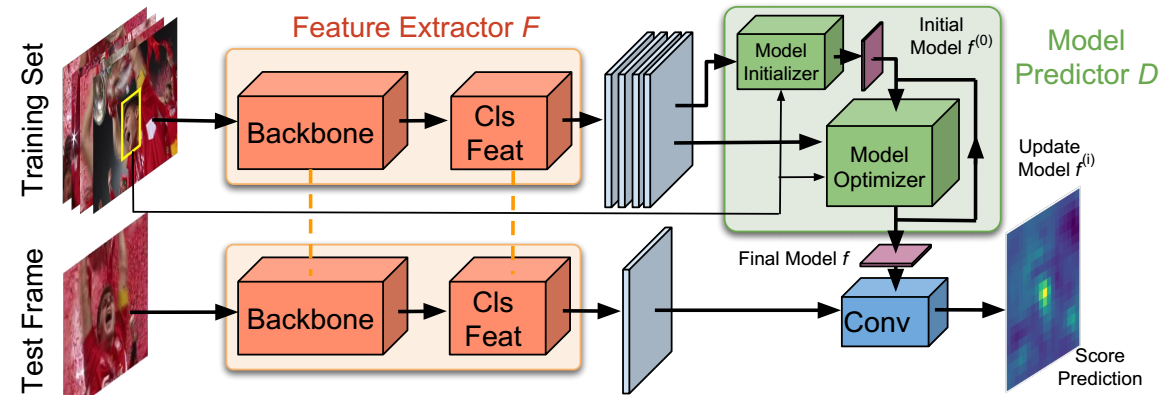 Training Set
Feature Extractor F
Backbone
Cls
Feat
Model
Initializer
Initial
Model f⁽⁰⁾
Model
Predictor D
Model
Optimizer
Update
Model f⁽ⁱ⁾
Test Frame
Backbone
Cls
Feat
Final Model f
Conv
Score
Prediction